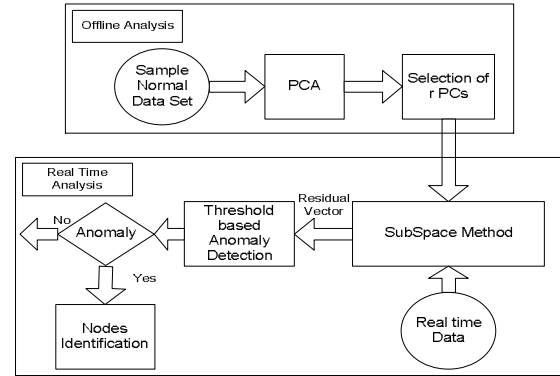 Offline Analysis
Sample
Normal
Data Set
PCA
Selection of
r PCs
Real Time
Analysis
No
Anomaly
Yes
Nodes
Identification
Threshold
based
Anomaly
Detection
Residual
Vector
SubSpace Method
Real time
Data